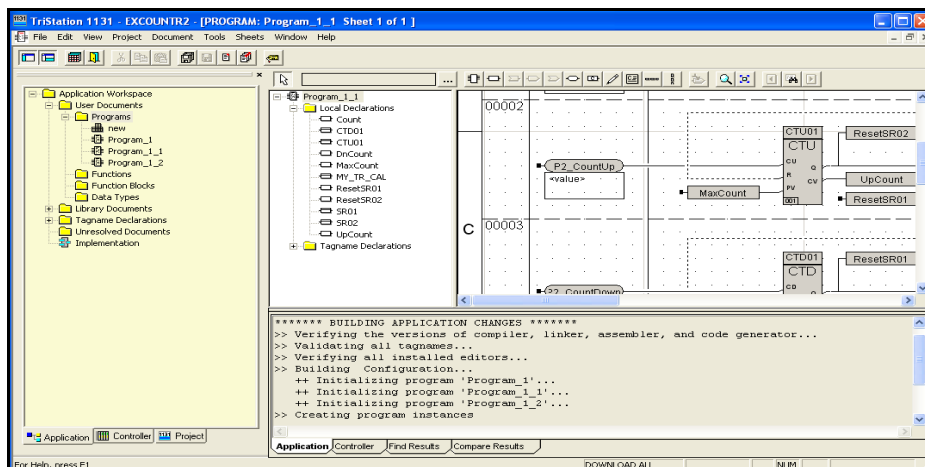 1131 TriStation 1131 - EXCOUNTR2 - [PROGRAM: Program_1_1 Sheet 1 of 1 ]
File Edit View Project Document Tools Sheets Window Help
Application Workspace
User Documents
Programs
new
Program_1
Program_1_1
Program_1_2
Functions
Function Blocks
Data Types
Library Documents
Tagname Declarations
Unresolved Documents
Implementation
Application Controller Project
...
Program_1_1
Local Declarations
Count
CTD01
CTU01
DnCount
MaxCount
MY_TR_CAL
ResetSR01
ResetSR02
SR01
SR02
UpCount
Tagname Declarations
00002
CTU01
CTU
CU Q
R
PV CV
001
ResetSR02
P2_CountUp
<value>
MaxCount
UpCount
ResetSR01
C
00003
CTD01
CTD
CD Q
ResetSR01
P2_CountDown
******* BUILDING APPLICATION CHANGES *******
>> Verifying the versions of compiler, linker, assembler, and code generator...
>> Validating all tagnames...
>> Verifying all installed editors...
>> Building Configuration...
++ Initializing program 'Program_1'...
++ Initializing program 'Program_1_1'...
++ Initializing program 'Program_1_2'...
>> Creating program instances
Application Controller Find Results Compare Results
For Help, press F1
DOWNLOAD ALL
NUM